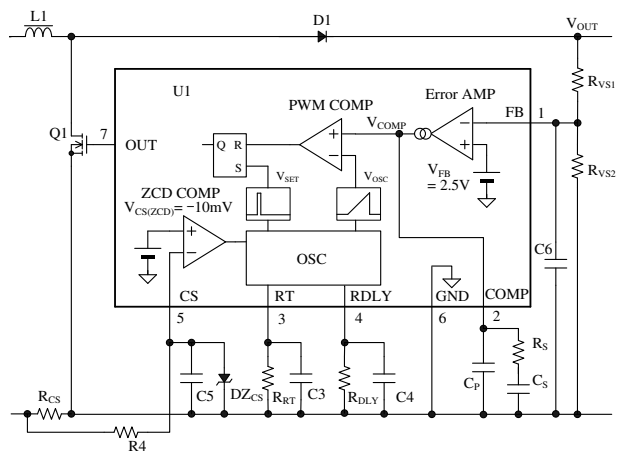 L1
D1
VOUT
U1
Error AMP
PWM COMP
FB
1
RVS1
Q1
7
OUT
Q
R
S
+
−
VCOMP
−
+
VFB
= 2.5V
RVS2
VSET
VOSC
ZCD COMP
VCS(ZCD)= −10mV
+
−
OSC
C6
CS
RT
RDLY
GND
COMP
5
3
4
6
2
RS
CP
CS
C5
DZCS
RRT
C3
RDLY
C4
RCS
R4